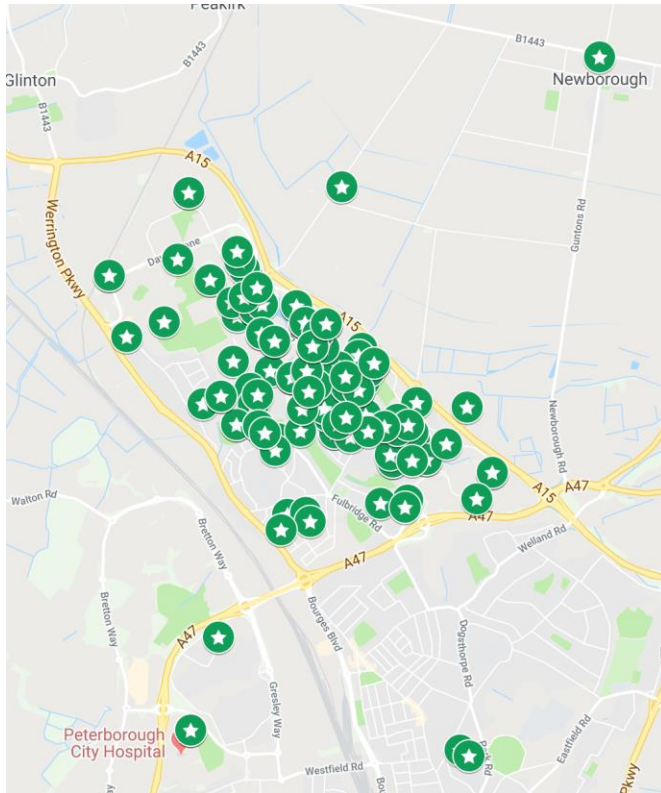 Peakirk
B1443
B1443
Newborough
Glinton
B1443
A15
Werrington Pkwy
Guntons Rd
A15
Newborough Rd
A47
A15
Walton Rd
Fulbridge Rd
A47
Welland Rd
Bretton Way
A47
Bretton Way
Bourges Blvd
Dogsthorpe Rd
A47
Gresley Way
Eastfield Rd
Peterborough
City Hospital
Park Rd
Westfield Rd
Pkwy